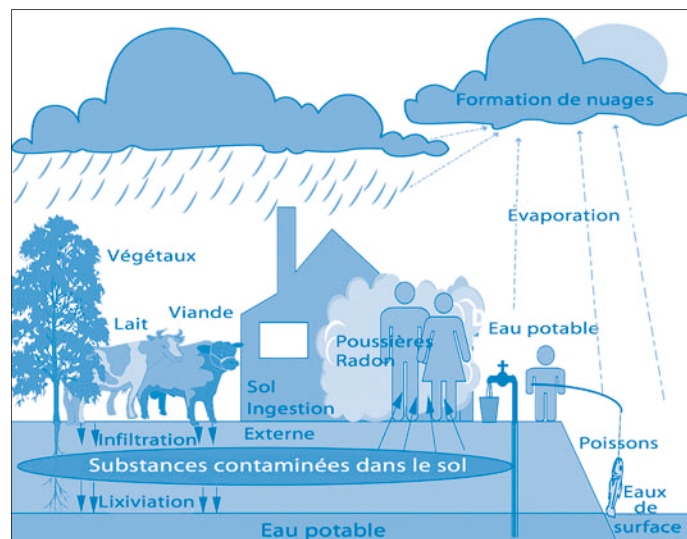 Formation de nuages
Evaporation
Végétaux
Lait
Viande
Poussières
Radon
Eau potable
Sol
Ingestion
Externe
Infiltration
Poissons
Substances contaminées dans le sol
Lixiviation
Eaux
de
surface
Eau potable